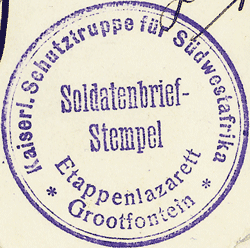 Kaiserl. Schutztruppe für Südwestafrika
Soldatenbrief-
Stempel
Etappenlazarett
* Grootfontein *